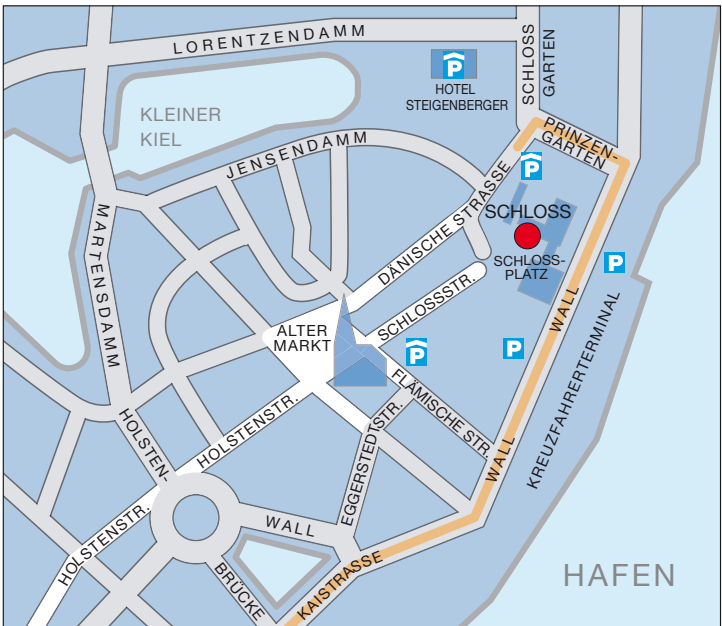 LORENTZENDAMM
SCHLOSS
GARTEN
P
HOTEL
STEIGENBERGER
KLEINER
KIEL
PRINZEN-
GARTEN
JENSENDAMM
P
DÄNISCHE STRASSE
SCHLOSS
SCHLOSS-
PLATZ
P
MARTENSDAMM
SCHLOSSSTR.
WALL
ALTER
MARKT
P
P
KREUZFAHRERTERMINAL
FLÄMISCHE STR.
HOLSTENSTR.
HOLSTEN-
EGGERSTEDTSTR.
WALL
HOLSTENSTR.
WALL
BRÜCKE
KAISTRASSE
HAFEN